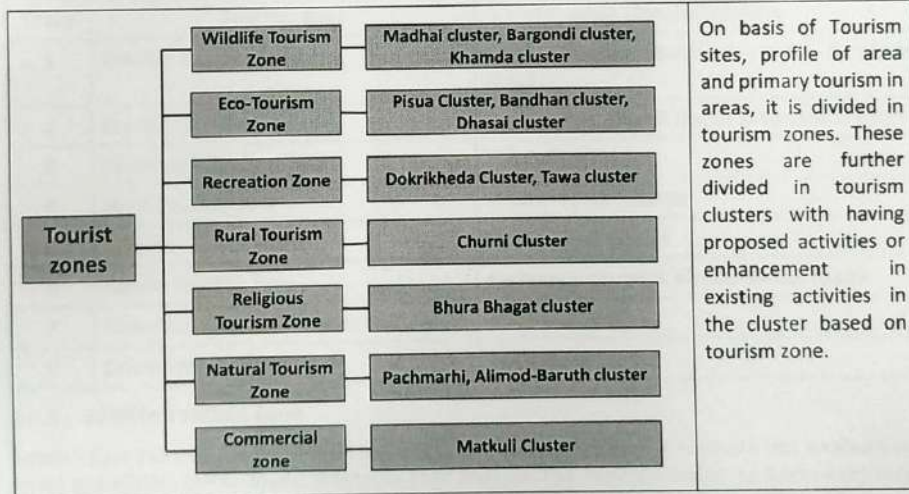 Tourist
zones
Wildlife Tourism
Zone
Madhai cluster, Bargondi cluster,
Khamda cluster
Eco-Tourism
Zone
Pisua Cluster, Bandhan cluster,
Dhasai cluster
Recreation Zone
Dokrikheda Cluster, Tawa cluster
Rural Tourism
Zone
Churni Cluster
Religious
Tourism Zone
Bhura Bhagat cluster
Natural Tourism
Zone
Pachmarhi, Alimod-Baruth cluster
Commercial
zone
Matkuli Cluster
On basis of Tourism
sites, profile of area
and primary tourism in
areas, it is divided in
tourism zones. These
zones are further
divided in tourism
clusters with having
proposed activities or
enhancement in
existing activities in
the cluster based on
tourism zone.